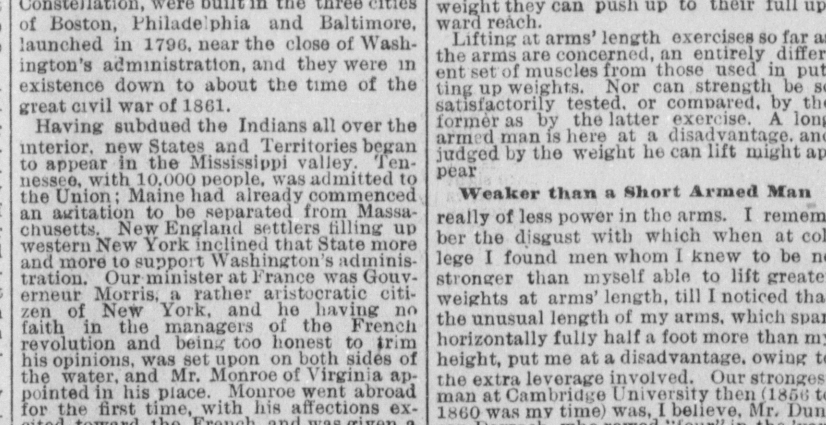 Constellation, were built in the three cities
of Boston, Philadelphia and Baltimore,
launched in 1796, near the close of Wash-
ington's administration, and they were in
existence down to about the time of the
great civil war of 1861.
Having subdued the Indians all over the
interior, new States and Territories began
to appear in the Mississippi valley. Ten-
nessee, with 10,000 people, was admitted to
the Union; Maine had already commenced
an agitation to be separated from Massa-
chusetts. New England settlers filling up
western New York inclined that State more
and more to support Washington's adminis-
tration. Our minister at France was Gouv-
erneur Morris, a rather aristocratic citi-
zen of New York, and he having no
faith in the managers of the French
revolution and being too honest to trim
his opinions, was set upon on both sides of
the water, and Mr. Monroe of Virginia ap-
pointed in his place. Monroe went abroad
for the first time, with his affections ex-
cited toward the French and was given a
weight they can push up to their full up
ward reach.
Lifting at arms' length exercises so far a
the arms are concerned, an entirely differ
ent set of muscles from those used in put
ting up weights. Nor can strength be s
satisfactorily tested, or compared, by th
former as by the latter exercise. A long
armed man is here at a disadvantage, an
judged by the weight he can lift might ap
pear
Weaker than a Short Armed Man
really of less power in the arms. I remem
ber the disgust with which when at col
lege I found men whom I knew to be n
stronger than myself able to lift greate
weights at arms' length, till I noticed tha
the unusual length of my arms, which span
horizontally fully half a foot more than my
height, put me at a disadvantage, owing t
the extra leverage involved. Our stronges
man at Cambridge University then (1856 t
1860 was my time) was, I believe, Mr. Dun
who rowed "four" in the